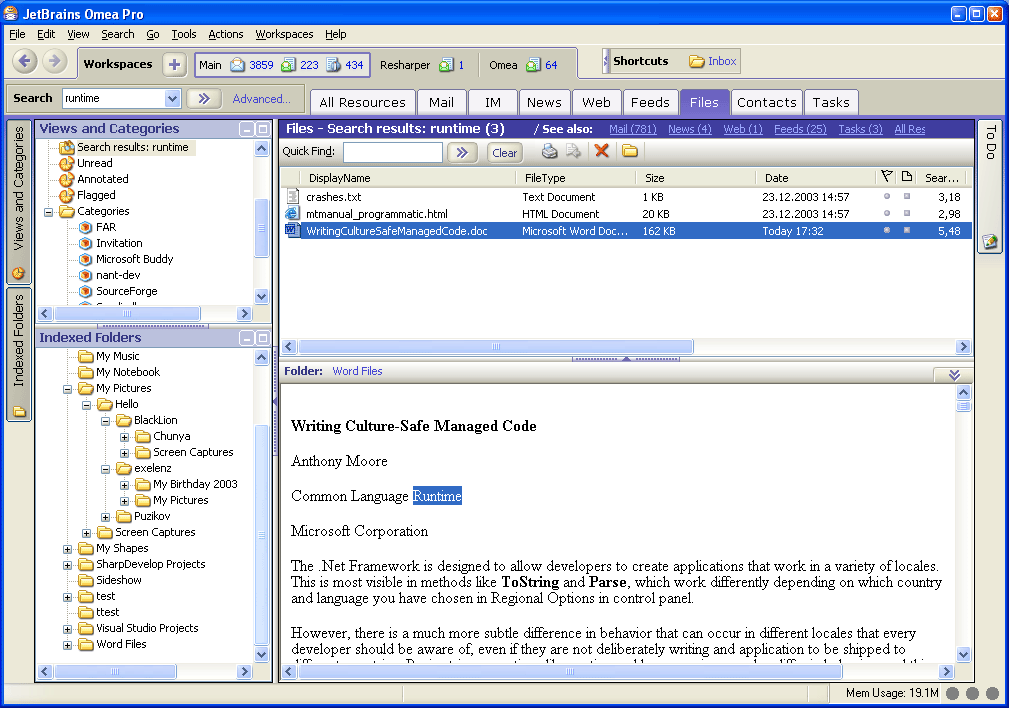 JetBrains Omea Pro
File Edit View Search Go Tools Actions Workspaces Help
Workspaces + Main 3859 223 434 Resharper 1 Omea 64 Shortcuts Inbox
Search runtime Advanced... All Resources Mail IM News Web Feeds Files Contacts Tasks
Views and Categories
Indexed Folders
Views and Categories
Search results: runtime
Unread
Annotated
Flagged
Categories
FAR
Invitation
Microsoft Buddy
nant-dev
SourceForge
Indexed Folders
My Music
My Notebook
My Pictures
Hello
BlackLion
Chunya
Screen Captures
exelenz
My Birthday 2003
My Pictures
Puzikov
Screen Captures
My Shapes
SharpDevelop Projects
Sideshow
test
ttest
Visual Studio Projects
Word Files
Files - Search results: runtime (3) / See also: Mail (781) News (4) Web (1) Feeds (25) Tasks (3) All Res
Quick Find: Clear
DisplayName FileType Size Date Sear...
crashes.txt Text Document 1 KB 23.12.2003 14:57 3,18
mtmanual_programmatic.html HTML Document 20 KB 23.12.2003 14:57 2,98
WritingCultureSafeManagedCode.doc Microsoft Word Doc... 162 KB Today 17:32 5,48
Folder: Word Files
Writing Culture-Safe Managed Code
Anthony Moore
Common Language Runtime
Microsoft Corporation
The .Net Framework is designed to allow developers to create applications that work in a variety of locales.
This is most visible in methods like ToString and Parse, which work differently depending on which country
and language you have chosen in Regional Options in control panel.
However, there is a much more subtle difference in behavior that can occur in different locales that every
developer should be aware of, even if they are not deliberately writing and application to be shipped to
To Do
Mem Usage: 19.1M